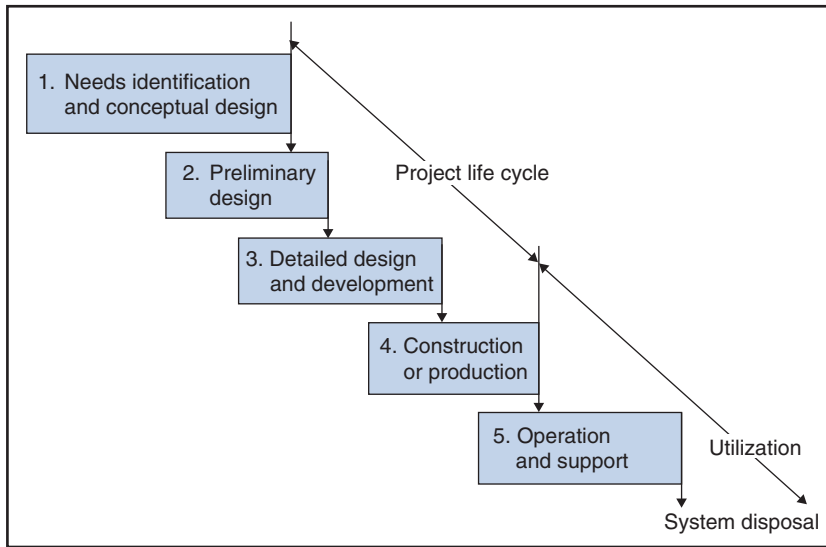 1. Needs identification
and conceptual design
2. Preliminary
design
Project life cycle
3. Detailed design
and development
4. Construction
or production
5. Operation
and support
Utilization
System disposal